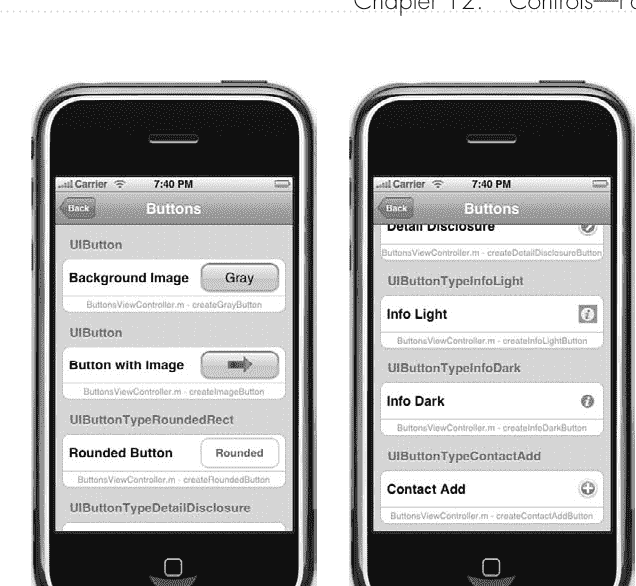 Chapter 12: Controls—
Carrier 7:40 PM
Back Buttons
UIButton
Background Image Gray
ButtonsViewController.m - createGrayButton
UIButton
Button with Image
ButtonsViewController.m - createImageButton
UIButtonTypeRoundedRect
Rounded Button Rounded
ButtonsViewController.m - createRoundedButton
UIButtonTypeDetailDisclosure
Carrier 7:40 PM
Back Buttons
Detail Disclosure
ButtonsViewController.m - createDetailDisclosureButton
UIButtonTypeInfoLight
Info Light
ButtonsViewController.m - createInfoLightButton
UIButtonTypeInfoDark
Info Dark
ButtonsViewController.m - createInfoDarkButton
UIButtonTypeContactAdd
Contact Add
ButtonsViewController.m - createContactAddButton